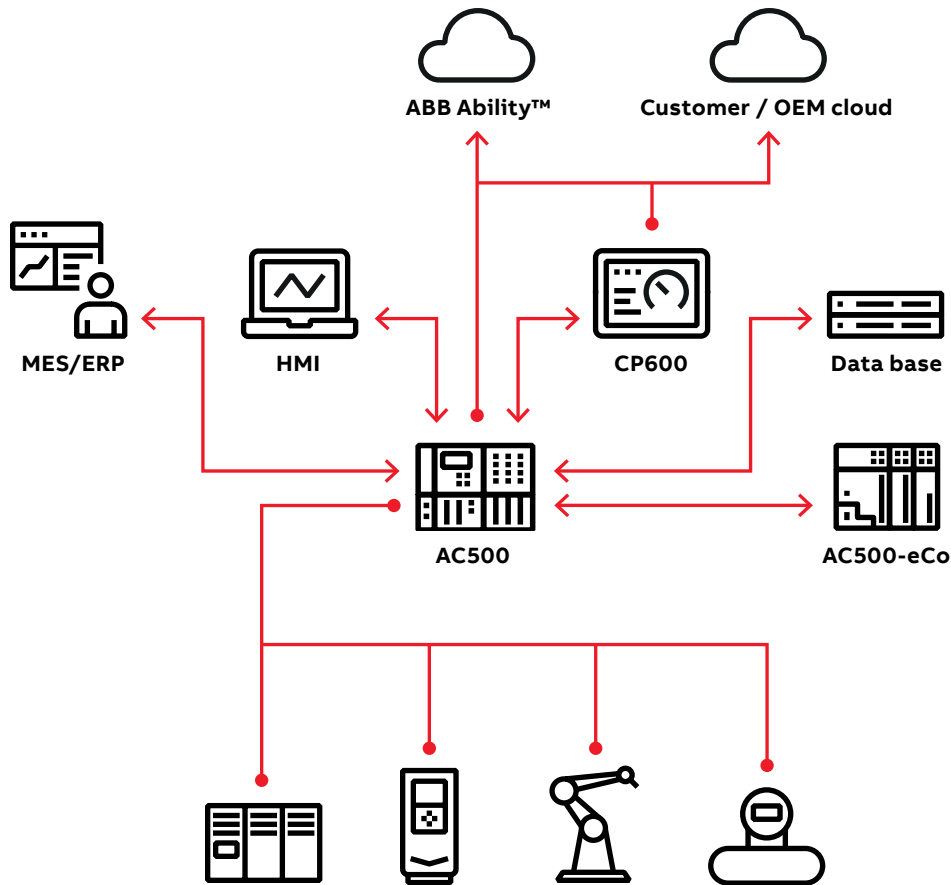 ABB Ability™
Customer / OEM cloud
MES/ERP
HMI
CP600
Data base
AC500
AC500-eCo